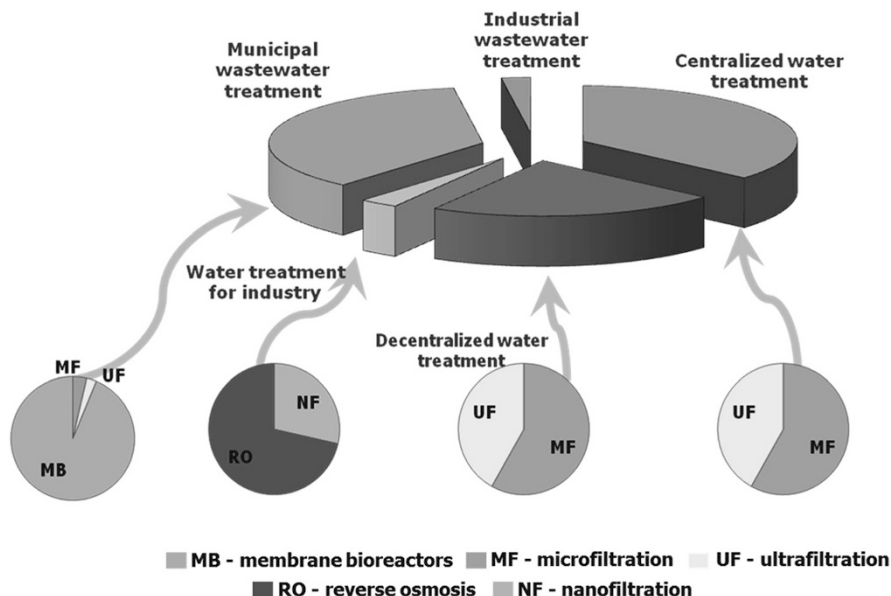 Municipal
wastewater
treatment
Industrial
wastewater
treatment
Centralized water
treatment
Water treatment
for industry
Decentralized water
treatment
MF
UF
MB
NF
RO
UF
MF
UF
MF
MB - membrane bioreactors
MF - microfiltration
UF - ultrafiltration
RO - reverse osmosis
NF - nanofiltration